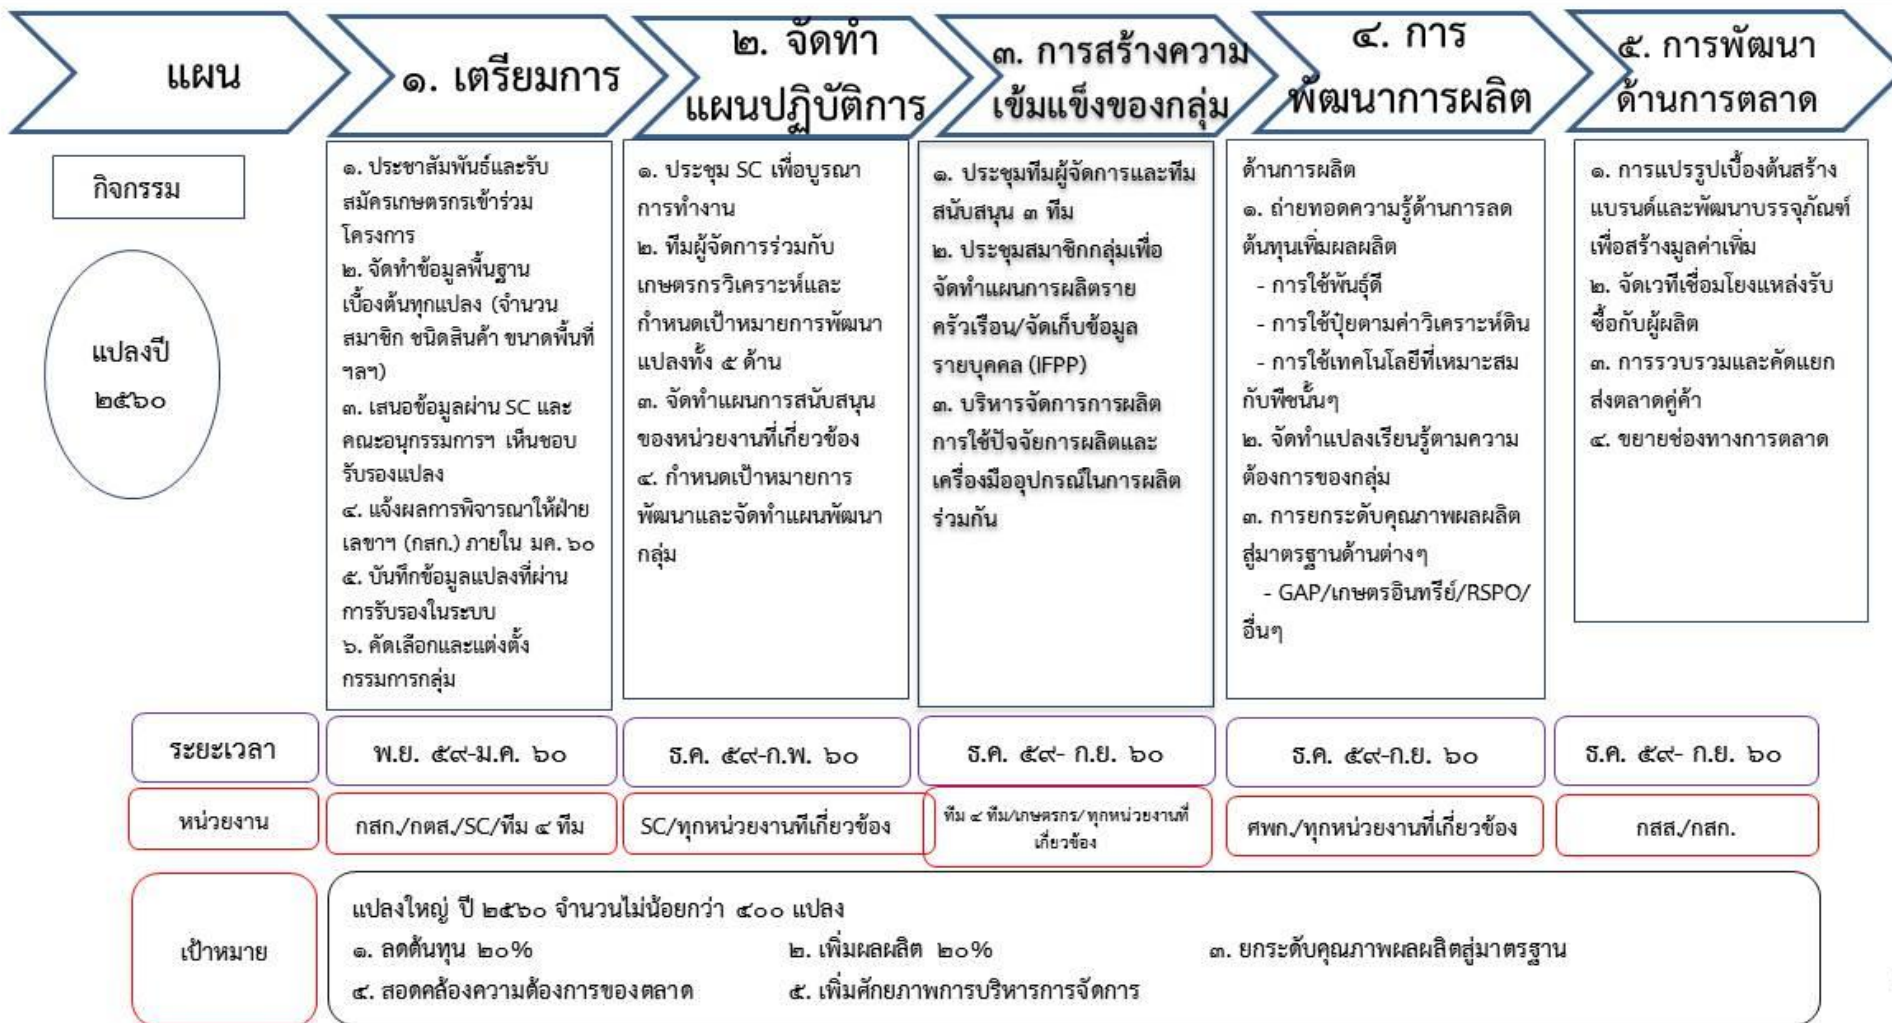 แผน
๑. เตรียมการ
๒. จัดทำ
แผนปฏิบัติการ
๓. การสร้างความ
เข้มแข็งของกลุ่ม
๔. การ
พัฒนาการผลิต
๕. การพัฒนา
ด้านการตลาด
กิจกรรม
แปลงปี
๒๕๖๐
๑. ประชาสัมพันธ์และรับ
สมัครเกษตรกรเข้าร่วม
โครงการ
๒. จัดทำข้อมูลพื้นฐาน
เบื้องต้นทุกแปลง (จำนวน
สมาชิก ชนิดสินค้า ขนาดพื้นที่
ฯลฯ)
๓. เสนอข้อมูลผ่าน SC และ
คณะอนุกรรมการฯ เห็นชอบ
รับรองแปลง
๔. แจ้งผลการพิจารณาให้ฝ่าย
เลขาฯ (กสก.) ภายใน มค. ๖๐
๕. บันทึกข้อมูลแปลงที่ผ่าน
การรับรองในระบบ
๖. คัดเลือกและแต่งตั้ง
กรรมการกลุ่ม
๑. ประชุม SC เพื่อบูรณา
การทำงาน
๒. ทีมผู้จัดการร่วมกับ
เกษตรกรวิเคราะห์และ
กำหนดเป้าหมายการพัฒนา
แปลงทั้ง ๕ ด้าน
๓. จัดทำแผนการสนับสนุน
ของหน่วยงานที่เกี่ยวข้อง
๔. กำหนดเป้าหมายการ
พัฒนาและจัดทำแผนพัฒนา
กลุ่ม
๑. ประชุมทีมผู้จัดการและทีม
สนับสนุน ๓ ทีม
๒. ประชุมสมาชิกกลุ่มเพื่อ
จัดทำแผนการผลิตราย
ครัวเรือน/จัดเก็บข้อมูล
รายบุคคล (IFPP)
๓. บริหารจัดการการผลิต
การใช้ปัจจัยการผลิตและ
เครื่องมืออุปกรณ์ในการผลิต
ร่วมกัน
ด้านการผลิต
๑. ถ่ายทอดความรู้ด้านการลด
ต้นทุนเพิ่มผลผลิต
- การใช้พันธุ์ดี
- การใช้ปุ๋ยตามค่าวิเคราะห์ดิน
- การใช้เทคโนโลยีที่เหมาะสม
กับพืชนั้นๆ
๒. จัดทำแปลงเรียนรู้ตามความ
ต้องการของกลุ่ม
๓. การยกระดับคุณภาพผลผลิต
สู่มาตรฐานด้านต่างๆ
- GAP/เกษตรอินทรีย์/RSPO/
อื่นๆ
๑. การแปรรูปเบื้องต้นสร้าง
แบรนด์และพัฒนาบรรจุภัณฑ์
เพื่อสร้างมูลค่าเพิ่ม
๒. จัดเวทีเชื่อมโยงแหล่งรับ
ซื้อกับผู้ผลิต
๓. การรวบรวมและคัดแยก
ส่งตลาดคู่ค้า
๔. ขยายช่องทางการตลาด
ระยะเวลา
พ.ย. ๕๙-ม.ค. ๖๐
ธ.ค. ๕๙-ก.พ. ๖๐
ธ.ค. ๕๙- ก.ย. ๖๐
ธ.ค. ๕๙-ก.ย. ๖๐
ธ.ค. ๕๙- ก.ย. ๖๐
หน่วยงาน
กสก./กตส./SC/ทีม ๔ ทีม
SC/ทุกหน่วยงานทีเกี่ยวข้อง
ทีม ๔ ทีม/เกษตรกร/ทุกหน่วยงานที่
เกี่ยวข้อง
ศพก./ทุกหน่วยงานที่เกี่ยวข้อง
กสส./กสก.
เป้าหมาย
แปลงใหญ่ ปี ๒๕๖๐ จำนวนไม่น้อยกว่า ๔๐๐ แปลง
๑. ลดต้นทุน ๒๐% ๒. เพิ่มผลผลิต ๒๐% ๓. ยกระดับคุณภาพผลผลิตสู่มาตรฐาน
๔. สอดคล้องความต้องการของตลาด ๕. เพิ่มศักยภาพการบริหารการจัดการ